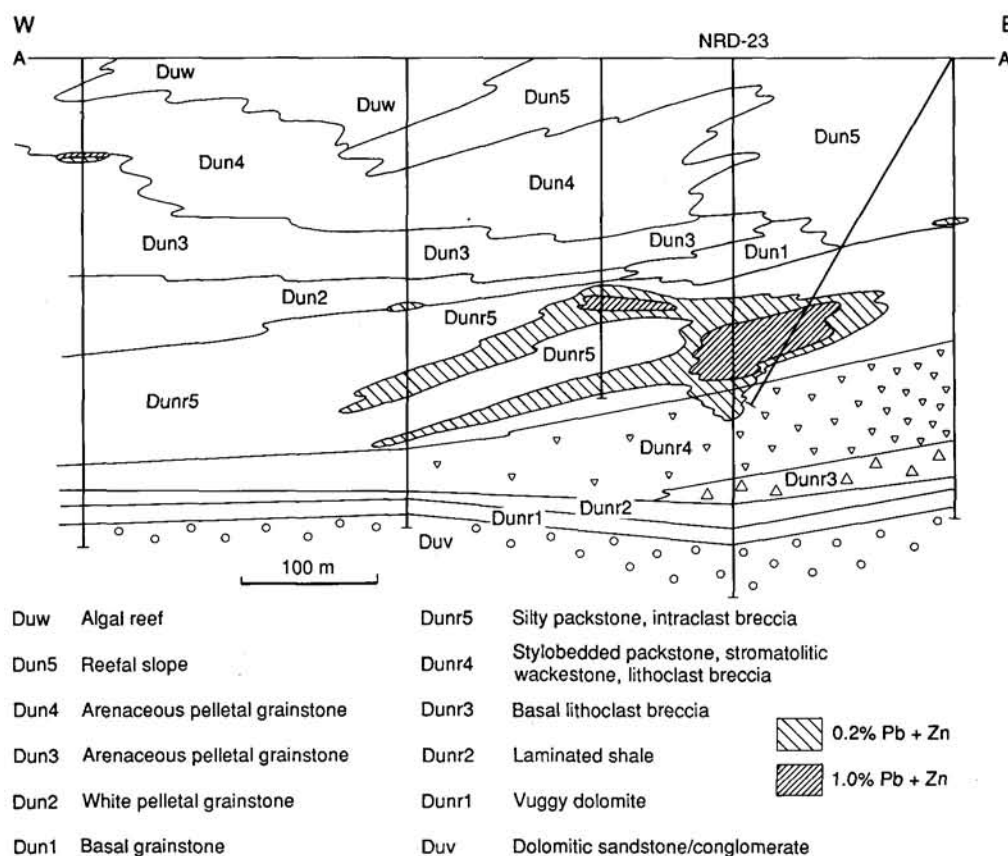 W E
NRD-23
A A
Duw
Duw
Dun5
Dun5
Dun4
Dun4
Dun3
Dun3
Dun3
Dun1
Dun2
Dunr5
Dunr5
Dunr5
Dunr4
Dunr3
Dunr2
Dunr1
Duv
100 m
Duw Algal reef
Dun5 Reefal slope
Dun4 Arenaceous pelletal grainstone
Dun3 Arenaceous pelletal grainstone
Dun2 White pelletal grainstone
Dun1 Basal grainstone
Dunr5 Silty packstone, intraclast breccia
Dunr4 Stylobedded packstone, stromatolitic
wackestone, lithoclast breccia
Dunr3 Basal lithoclast breccia
Dunr2 Laminated shale
Dunr1 Vuggy dolomite
Duv Dolomitic sandstone/conglomerate
0.2% Pb + Zn
1.0% Pb + Zn